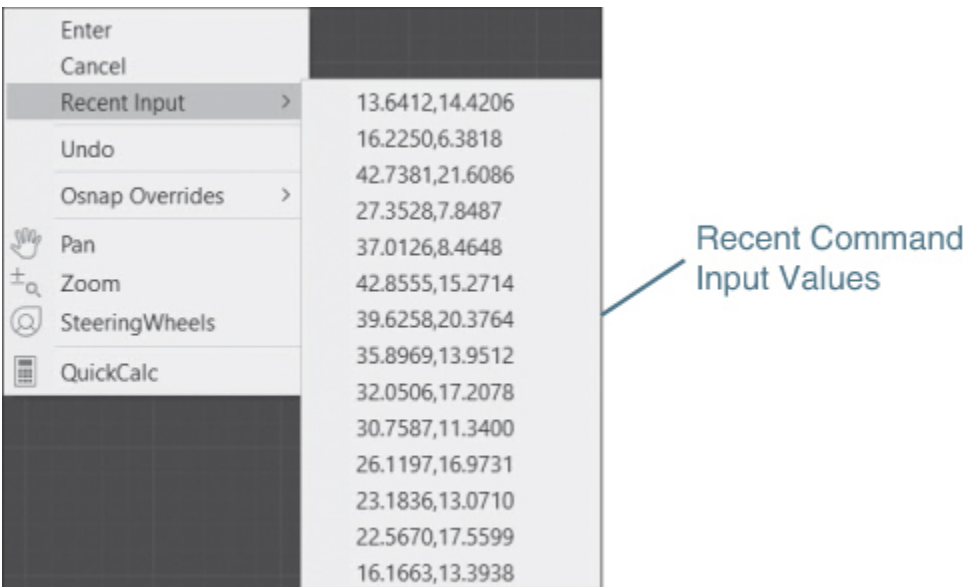 Enter
Cancel
Recent Input
Undo
Osnap Overrides
Pan
Zoom
SteeringWheels
QuickCalc
13.6412,14.4206
16.2250,6.3818
42.7381,21.6086
27.3528,7.8487
37.0126,8.4648
42.8555,15.2714
39.6258,20.3764
35.8969,13.9512
32.0506,17.2078
30.7587,11.3400
26.1197,16.9731
23.1836,13.0710
22.5670,17.5599
16.1663,13.3938
Recent Command
Input Values